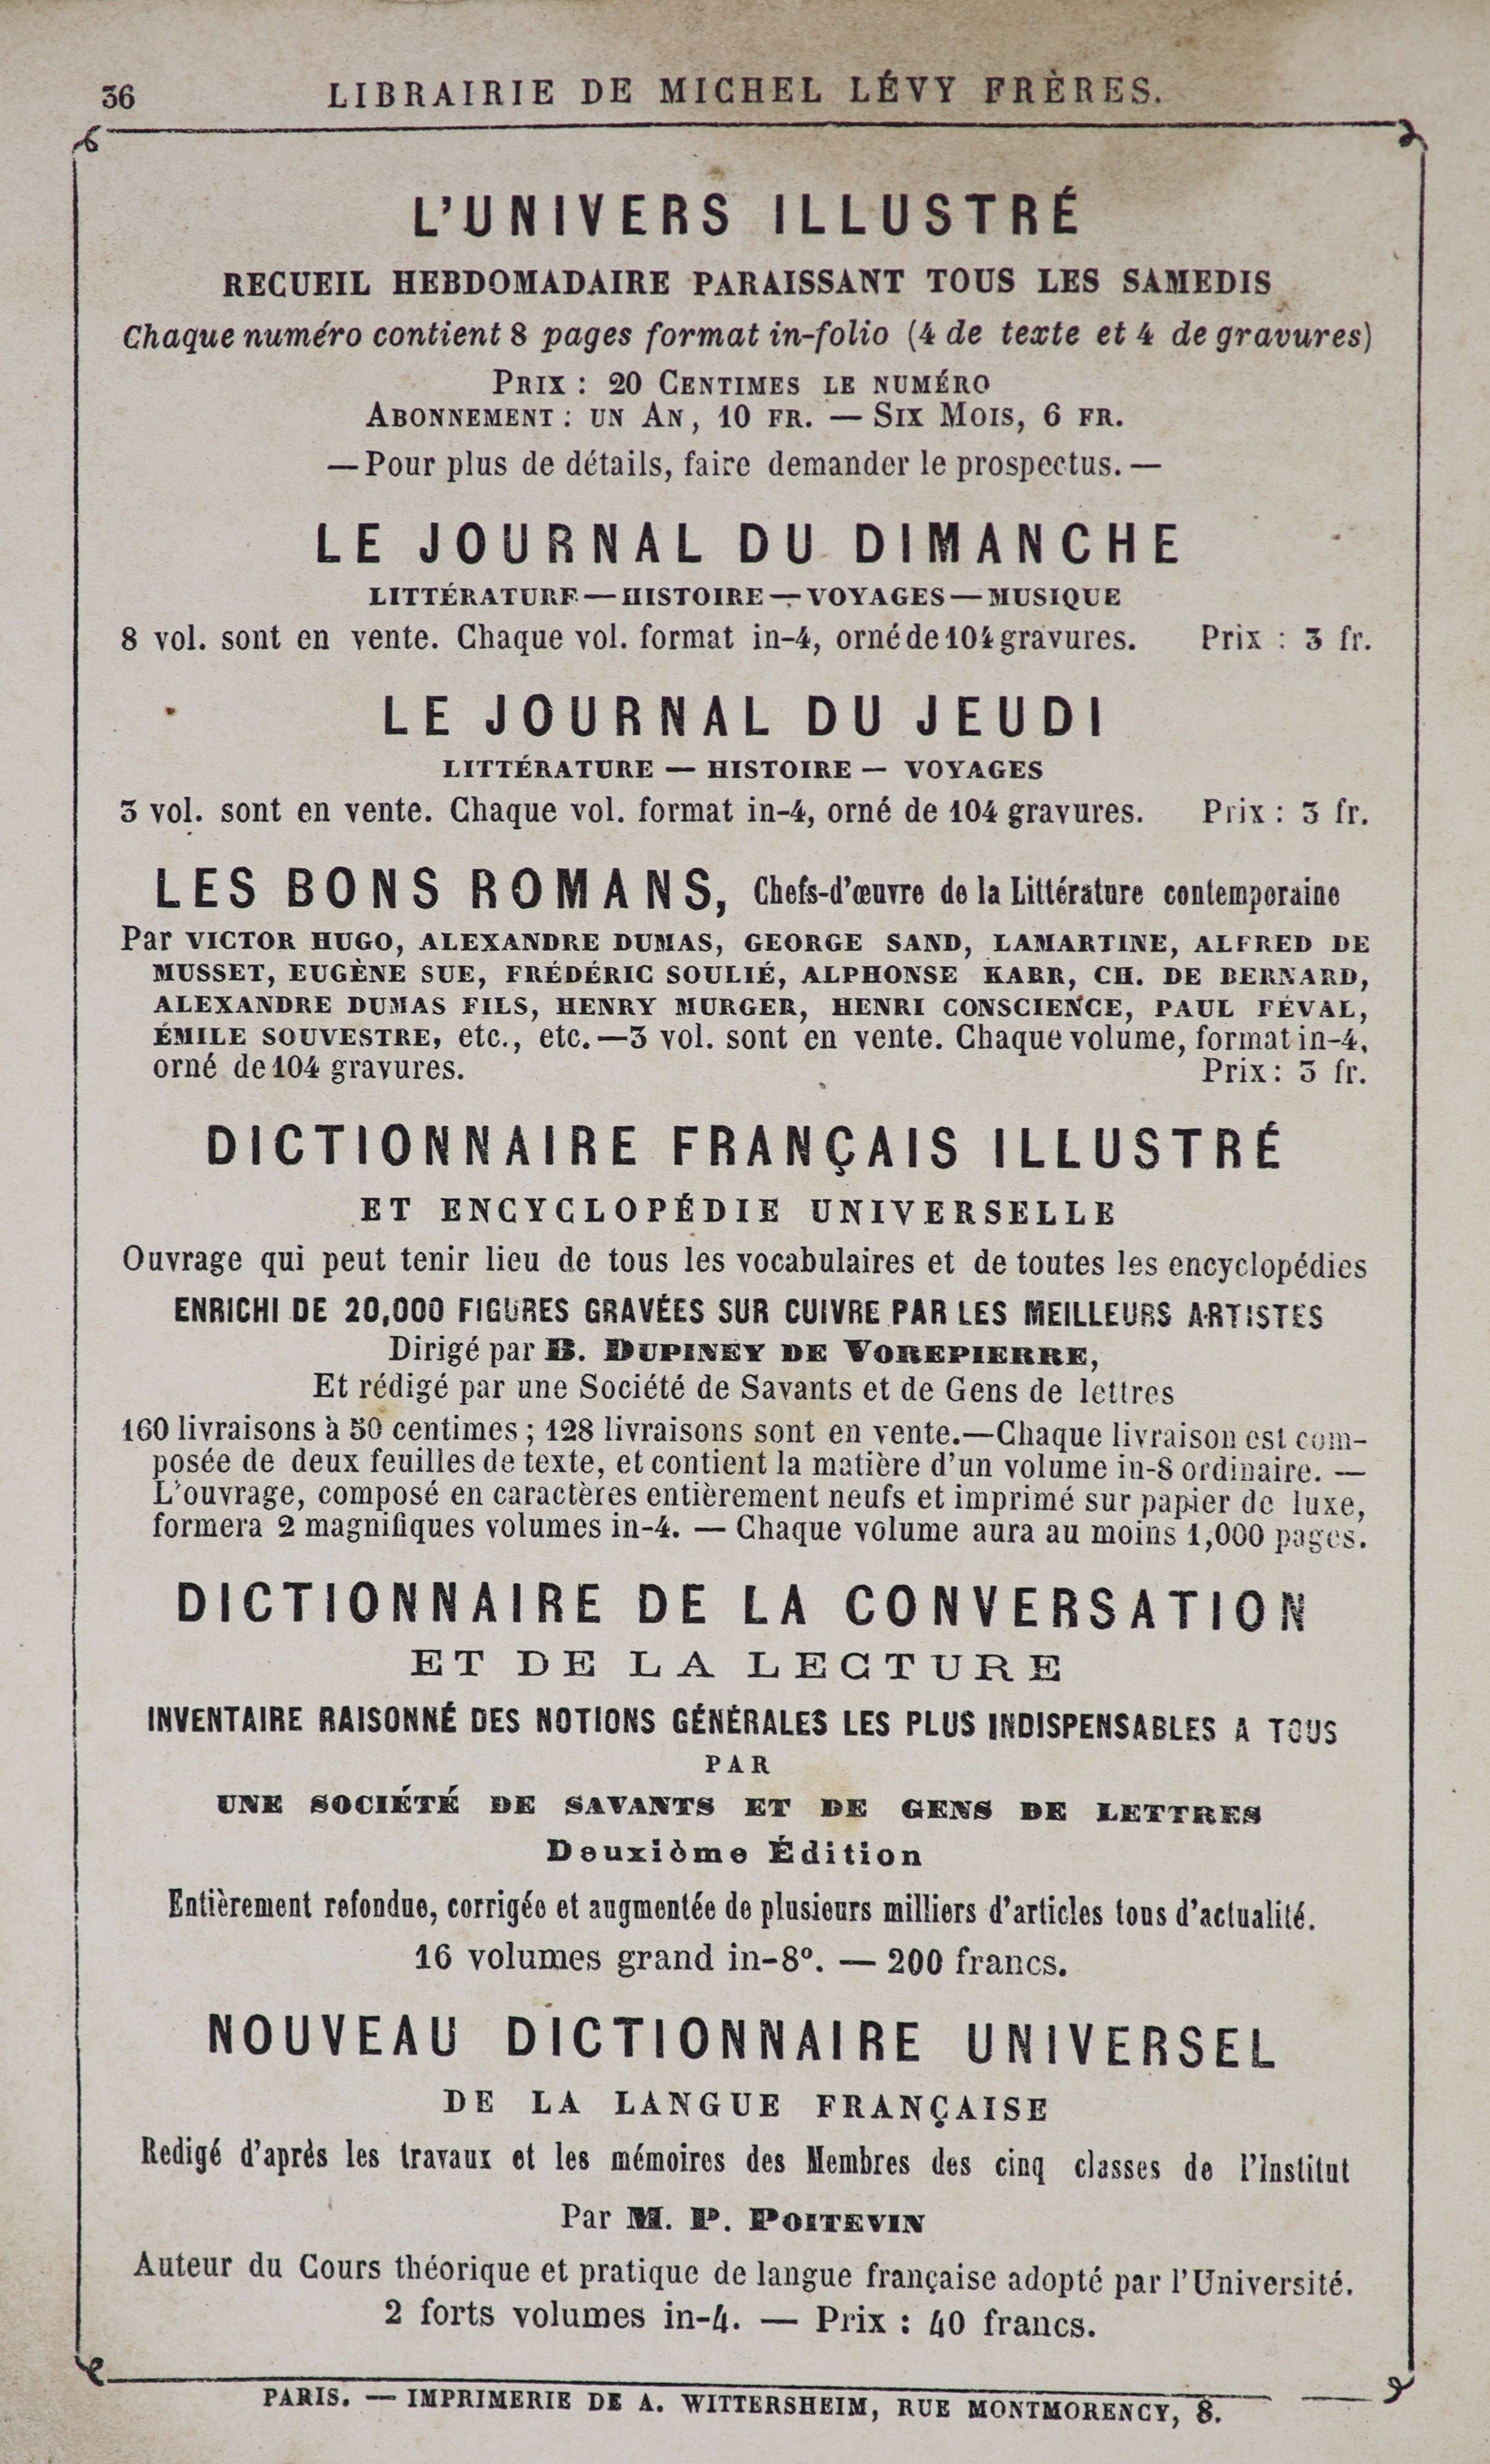 36
LIBRAIRIE DE MICHEL LÉVY FRÈRES.
L'UNIVERS ILLUSTRÉ
RECUEIL HEBDOMADAIRE PARAISSANT TOUS LES SAMEDIS
Chaque numéro contient 8 pages format in-folio (4 de texte et 4 de gravures)
PRIX : 20 CENTIMES LE NUMÉRO
ABONNEMENT : UN AN, 10 FR. — SIX MOIS, 6 FR.
— Pour plus de détails, faire demander le prospectus. —
LE JOURNAL DU DIMANCHE
LITTÉRATURE — HISTOIRE — VOYAGES — MUSIQUE
8 vol. sont en vente. Chaque vol. format in-4, orné de 104 gravures. Prix : 3 fr.
LE JOURNAL DU JEUDI
LITTÉRATURE — HISTOIRE — VOYAGES
3 vol. sont en vente. Chaque vol. format in-4, orné de 104 gravures. Prix : 3 fr.
LES BONS ROMANS, Chefs-d'œuvre de la Littérature contemporaine
Par VICTOR HUGO, ALEXANDRE DUMAS, GEORGE SAND, LAMARTINE, ALFRED DE
MUSSET, EUGÈNE SUE, FRÉDÉRIC SOULIÉ, ALPHONSE KARR, CH. DE BERNARD,
ALEXANDRE DUMAS FILS, HENRY MURGER, HENRI CONSCIENCE, PAUL FÉVAL,
ÉMILE SOUVESTRE, etc., etc. — 3 vol. sont en vente. Chaque volume, format in-4,
orné de 104 gravures. Prix : 3 fr.
DICTIONNAIRE FRANÇAIS ILLUSTRÉ
ET ENCYCLOPÉDIE UNIVERSELLE
Ouvrage qui peut tenir lieu de tous les vocabulaires et de toutes les encyclopédies
ENRICHI DE 20,000 FIGURES GRAVÉES SUR CUIVRE PAR LES MEILLEURS ARTISTES
Dirigé par B. DUPINEY DE VOREPIERRE,
Et rédigé par une Société de Savants et de Gens de lettres
160 livraisons à 50 centimes ; 128 livraisons sont en vente. — Chaque livraison est com-
posée de deux feuilles de texte, et contient la matière d'un volume in-8 ordinaire. —
L'ouvrage, composé en caractères entièrement neufs et imprimé sur papier de luxe,
formera 2 magnifiques volumes in-4. — Chaque volume aura au moins 1,000 pages.
DICTIONNAIRE DE LA CONVERSATION
ET DE LA LECTURE
INVENTAIRE RAISONNÉ DES NOTIONS GÉNÉRALES LES PLUS INDISPENSABLES A TOUS
PAR
UNE SOCIÉTÉ DE SAVANTS ET DE GENS DE LETTRES
Deuxième Édition
Entièrement refondue, corrigée et augmentée de plusieurs milliers d'articles tous d'actualité.
16 volumes grand in-8°. — 200 francs.
NOUVEAU DICTIONNAIRE UNIVERSEL
DE LA LANGUE FRANÇAISE
Redigé d'après les travaux et les mémoires des Membres des cinq classes de l'Institut
Par M. P. POITEVIN
Auteur du Cours théorique et pratique de langue française adopté par l'Université.
2 forts volumes in-4. — Prix : 40 francs.
PARIS. — IMPRIMERIE DE A. WITTERSHEIM, RUE MONTMORENCY, 8.